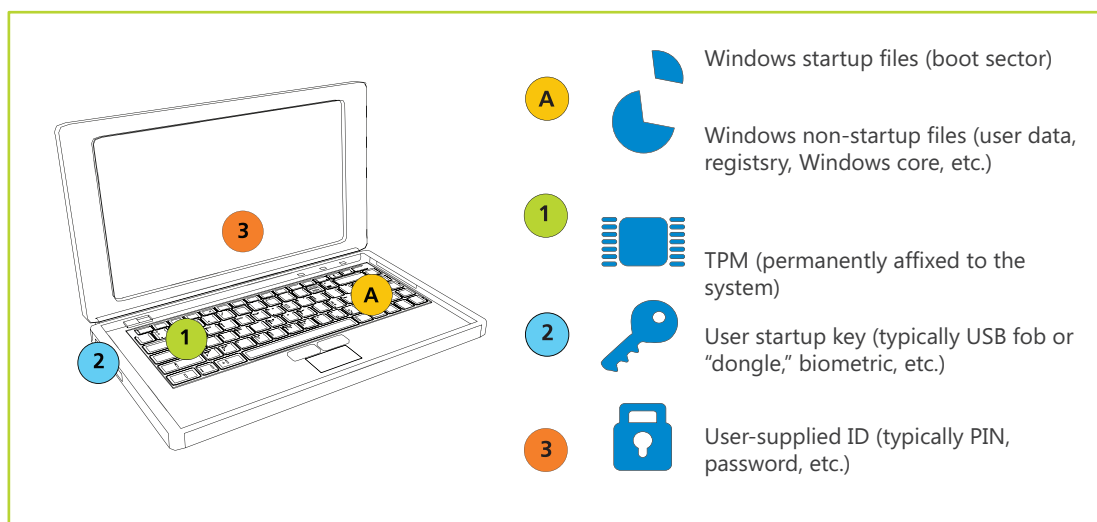 3
A
1
2
A
Windows startup files (boot sector)
Windows non-startup files (user data,
registsry, Windows core, etc.)
1
TPM (permanently affixed to the
system)
2
User startup key (typically USB fob or
“dongle,” biometric, etc.)
3
User-supplied ID (typically PIN,
password, etc.)